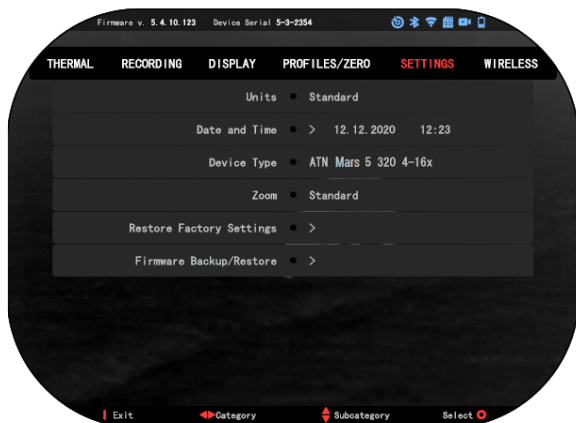 Firmware v. 5.4.10.123 Device Serial 5-3-2354
THERMAL RECORDING DISPLAY PROFILES/ZERO SETTINGS WIRELESS
Units Standard
Date and Time > 12.12.2020 12:23
Device Type ATN Mars 5 320 4-16x
Zoom Standard
Restore Factory Settings >
Firmware Backup/Restore >
Exit Category Subcategory Select